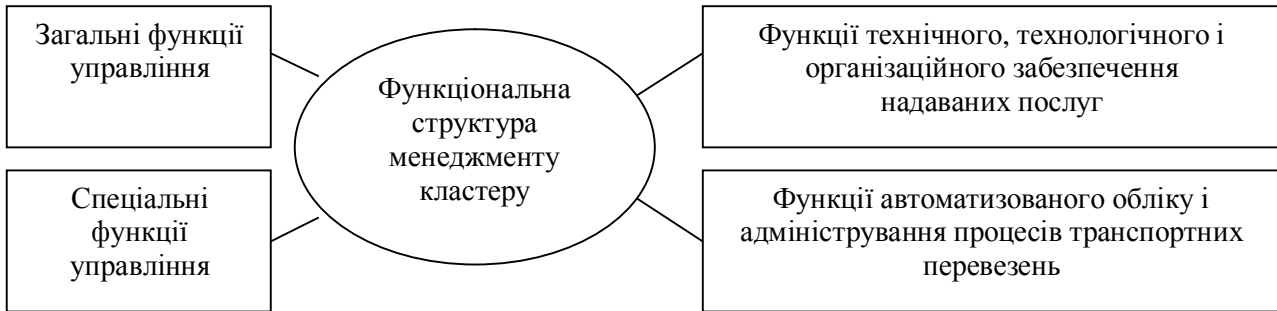 Загальні функції
управління
Функціональна
структура
менеджменту
кластеру
Функції технічного, технологічного і
організаційного забезпечення
надаваних послуг
Спеціальні
функції
управління
Функції автоматизованого обліку і
адміністрування процесів транспортних
перевезень